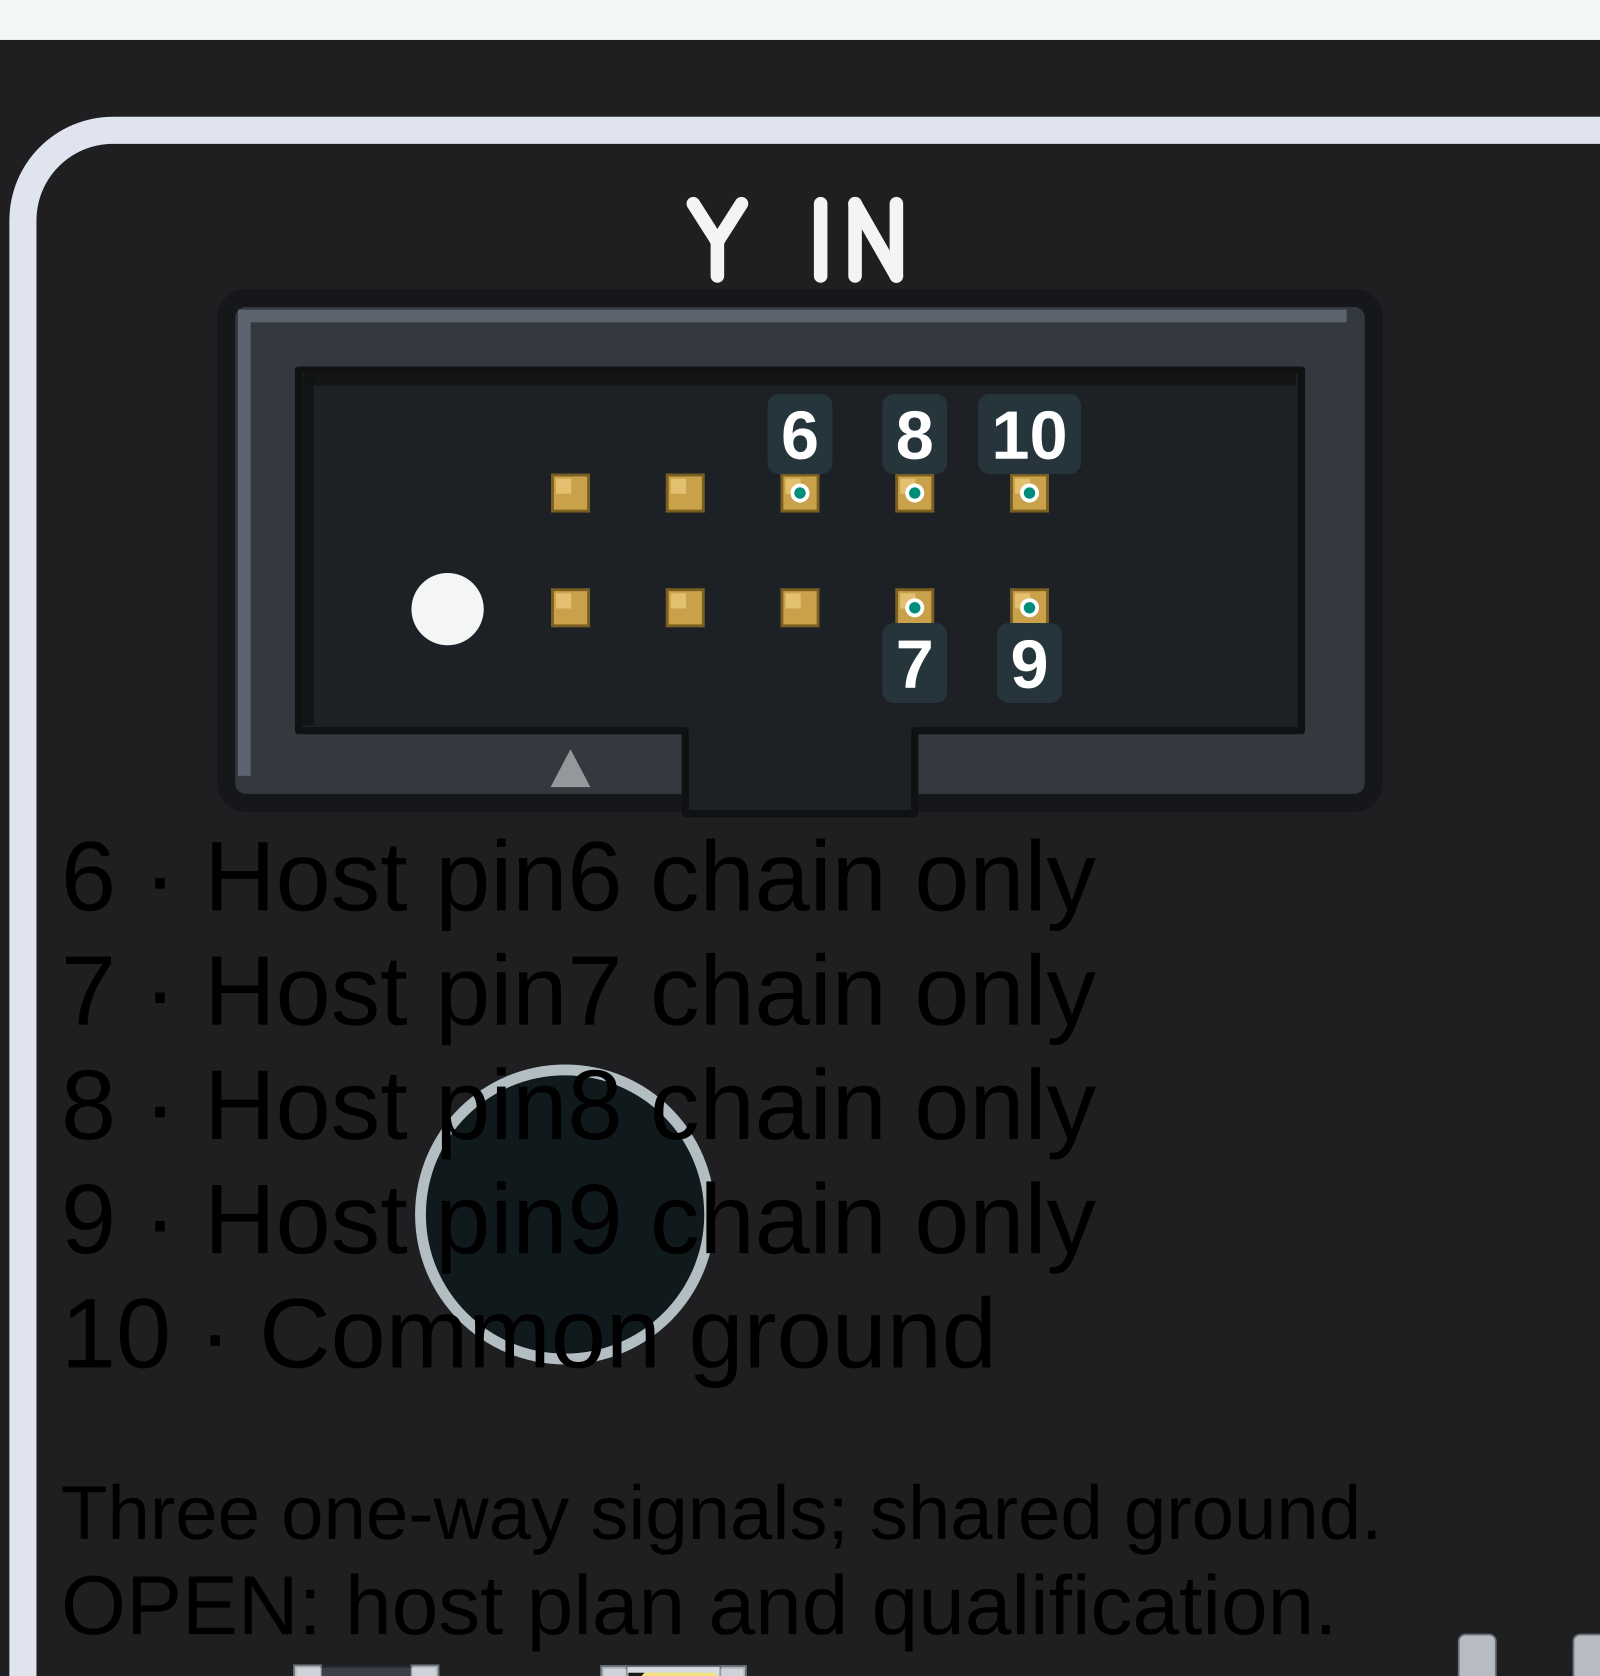 Y IN
6 8 10
7 9
6 · Host pin6 chain only
7 · Host pin7 chain only
8 · Host pin8 chain only
9 · Host pin9 chain only
10 · Common ground
Three one-way signals; shared ground.
OPEN: host plan and qualification.